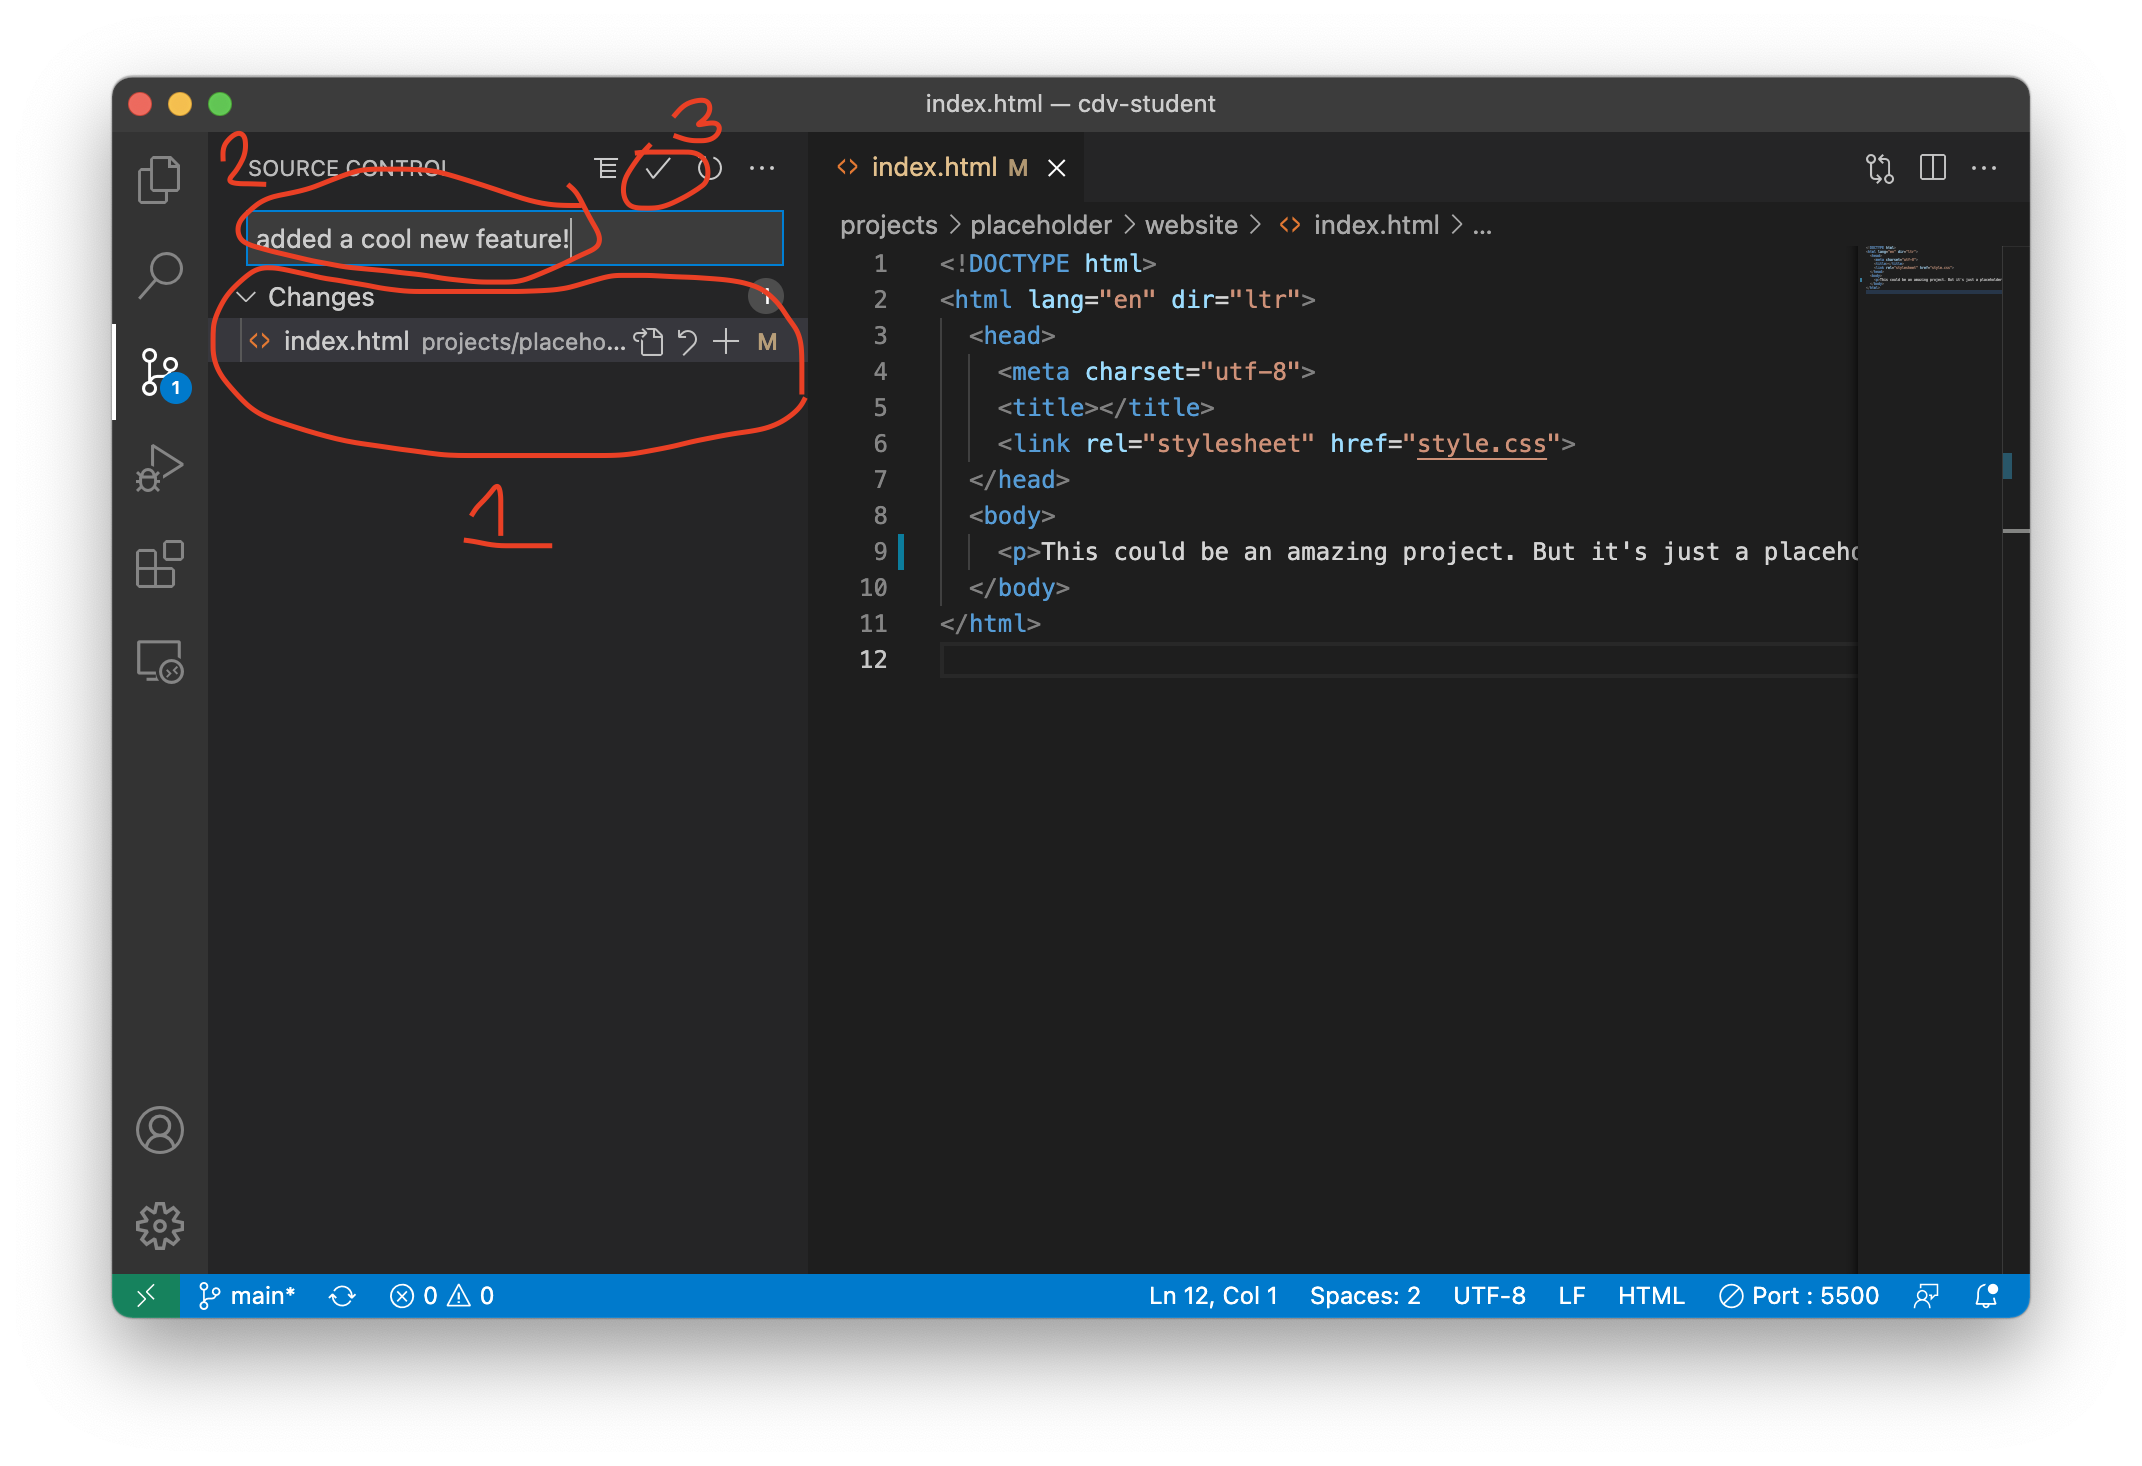 index.html — cdv-student
3
2
SOURCE CONTROL
added a cool new feature!
Changes
1
index.html projects/placeho... M
1
1
index.html M
projects > placeholder > website > index.html > ...
1 <!DOCTYPE html>
2 <html lang="en" dir="ltr">
3 <head>
4 <meta charset="utf-8">
5 <title></title>
6 <link rel="stylesheet" href="style.css">
7 </head>
8 <body>
9 <p>This could be an amazing project. But it's just a placeho
10 </body>
11 </html>
12
main* 0 0
Ln 12, Col 1 Spaces: 2 UTF-8 LF HTML Port : 5500